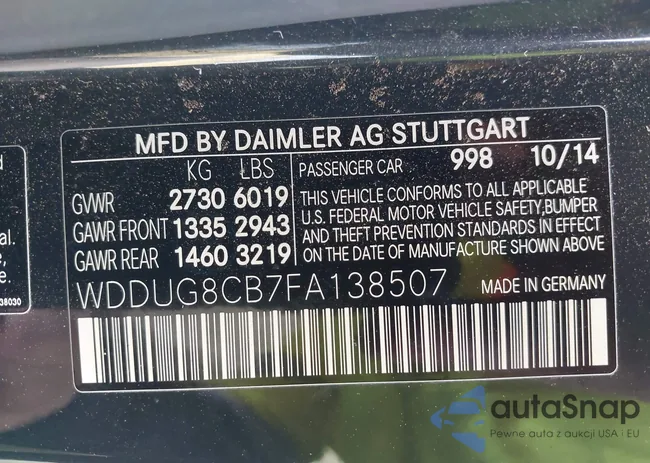 MFD BY DAIMLER AG STUTTGART
KG LBS
GVWR 2730 6019
GAWR FRONT 1335 2943
GAWR REAR 1460 3219
PASSENGER CAR 998 10/14
THIS VEHICLE CONFORMS TO ALL APPLICABLE
U.S. FEDERAL MOTOR VEHICLE SAFETY,BUMPER
AND THEFT PREVENTION STANDARDS IN EFFECT
ON THE DATE OF MANUFACTURE SHOWN ABOVE
WDDUG8CB7FA138507
MADE IN GERMANY
38030
autaSnap
Pewne auta z aukcji USA i EU